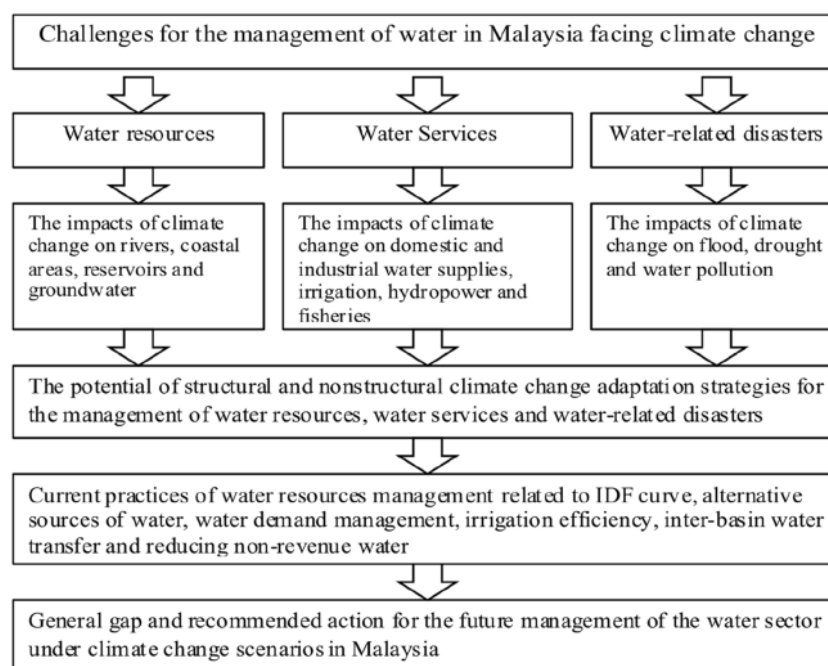 Challenges for the management of water in Malaysia facing climate change
Water resources
Water Services
Water-related disasters
The impacts of climate
change on rivers, coastal
areas, reservoirs and
groundwater
The impacts of climate
change on domestic and
industrial water supplies,
irrigation, hydropower and
fisheries
The impacts of climate
change on flood, drought
and water pollution
The potential of structural and nonstructural climate change adaptation strategies for
the management of water resources, water services and water-related disasters
Current practices of water resources management related to IDF curve, alternative
sources of water, water demand management, irrigation efficiency, inter-basin water
transfer and reducing non-revenue water
General gap and recommended action for the future management of the water sector
under climate change scenarios in Malaysia